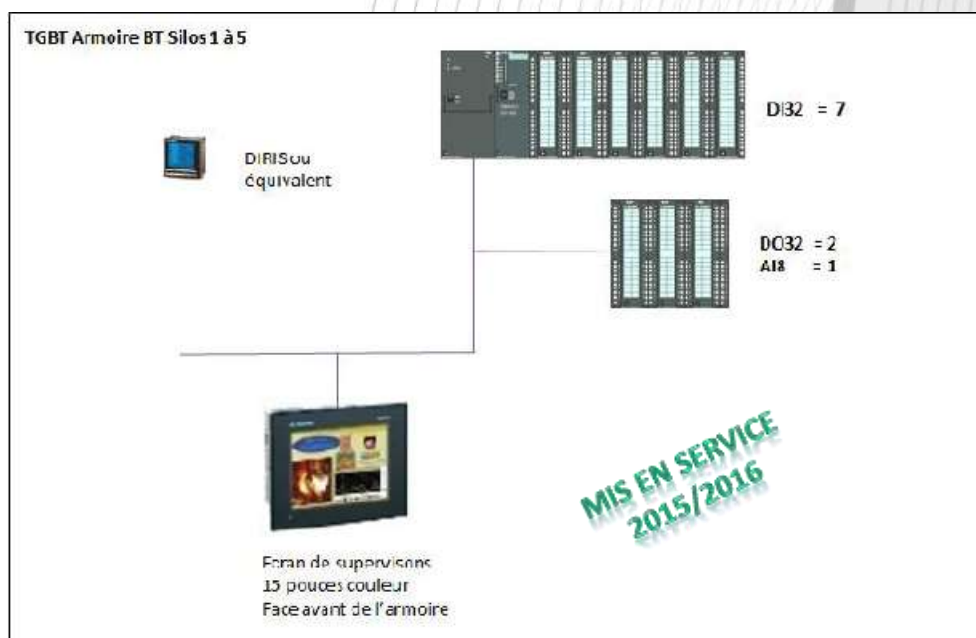 TGBT Armoire BT Silos 1 à 5
DI32 = 7
DIRIS ou
équivalent
DO32 = 2
AI8 = 1
MIS EN SERVICE
2015/2016
Ecran de supervisons
15 pouces couleur
Face avant de l'armoire